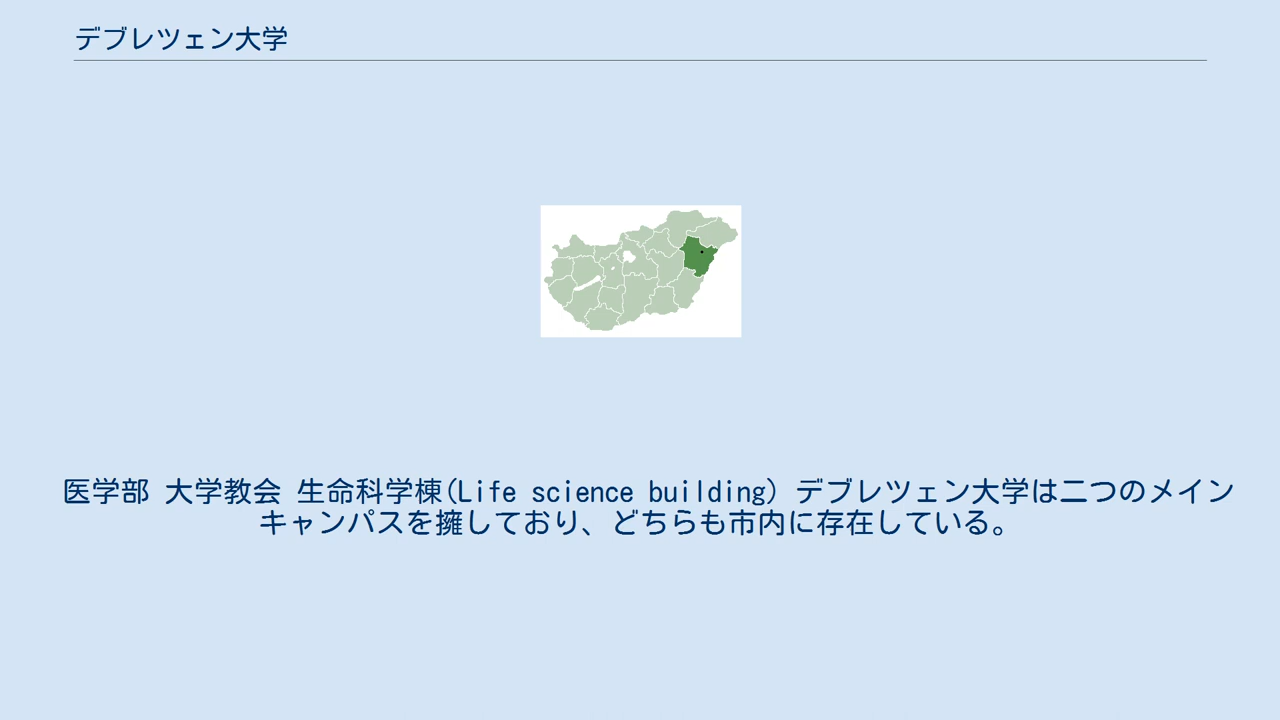 デブレツェン大学
医学部 大学教会 生命科学棟(Life science building) デブレツェン大学は二つのメイン
キャンパスを擁しており、どちらも市内に存在している。